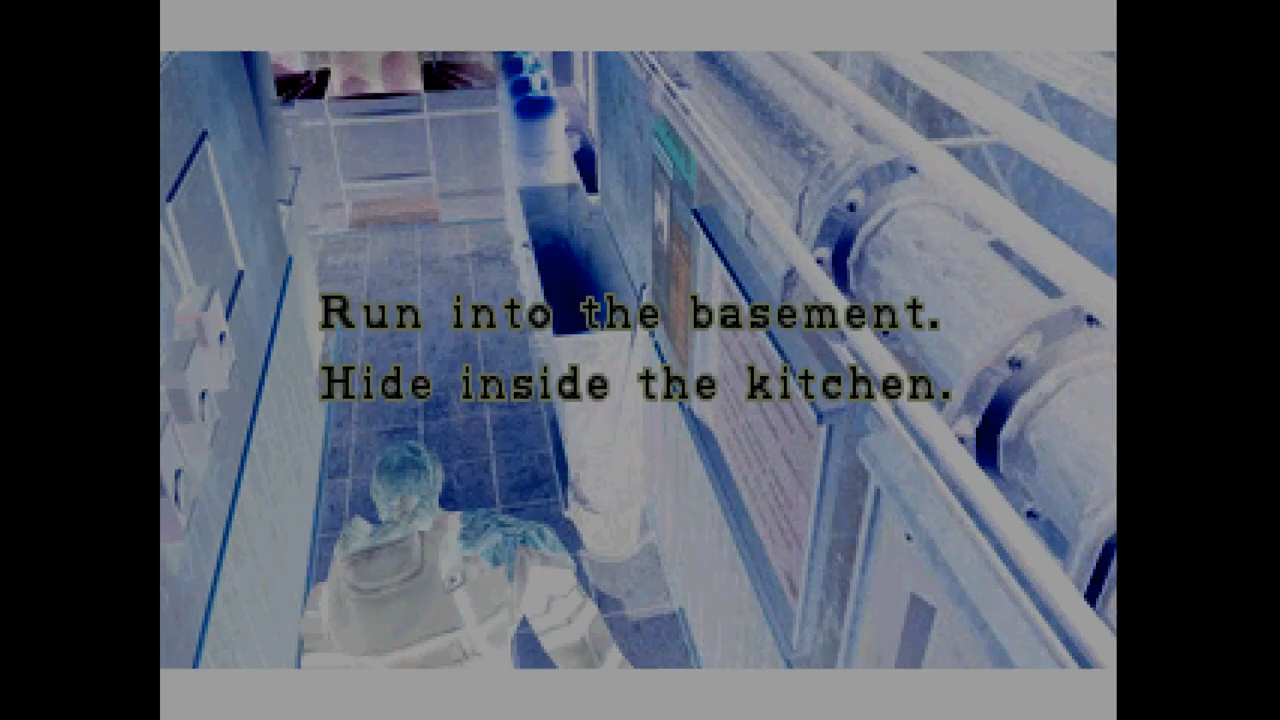 Run into the basement.
Hide inside the kitchen.